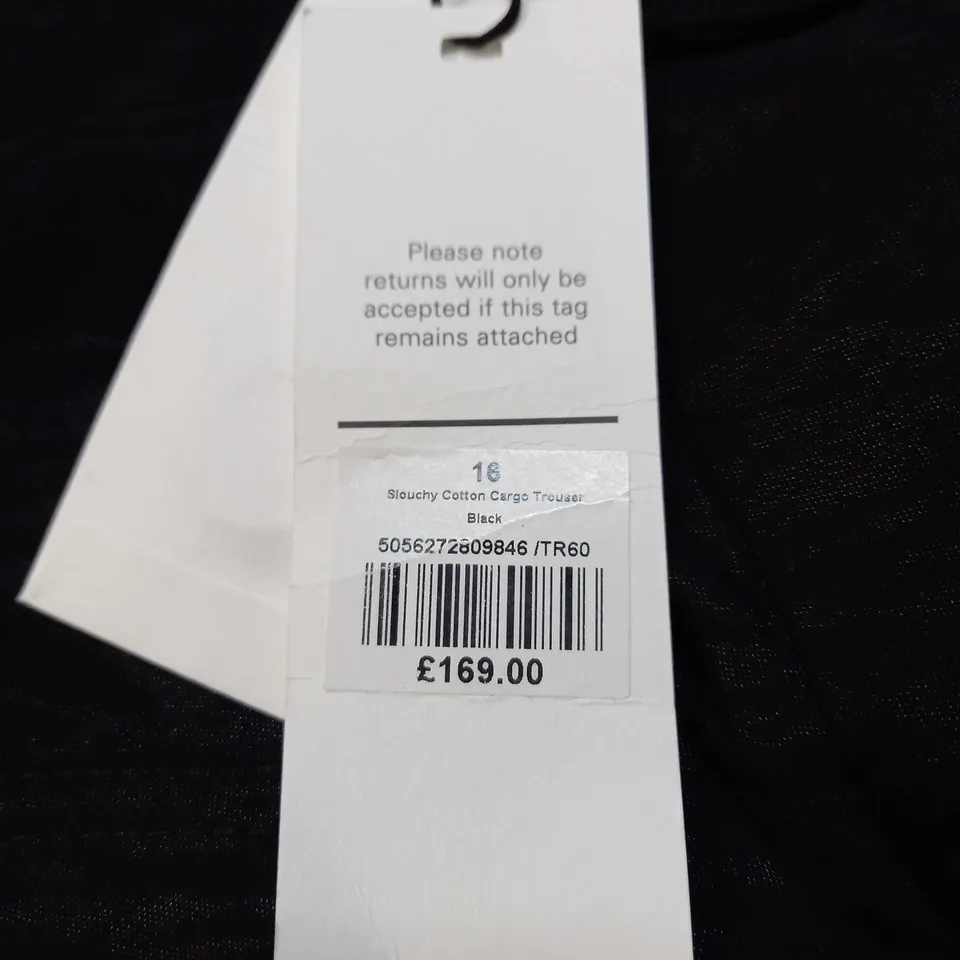 Please note
returns will only be
accepted if this tag
remains attached
16
Slouchy Cotton Cargo Trouser
Black
5056272809846 /TR60
£169.00